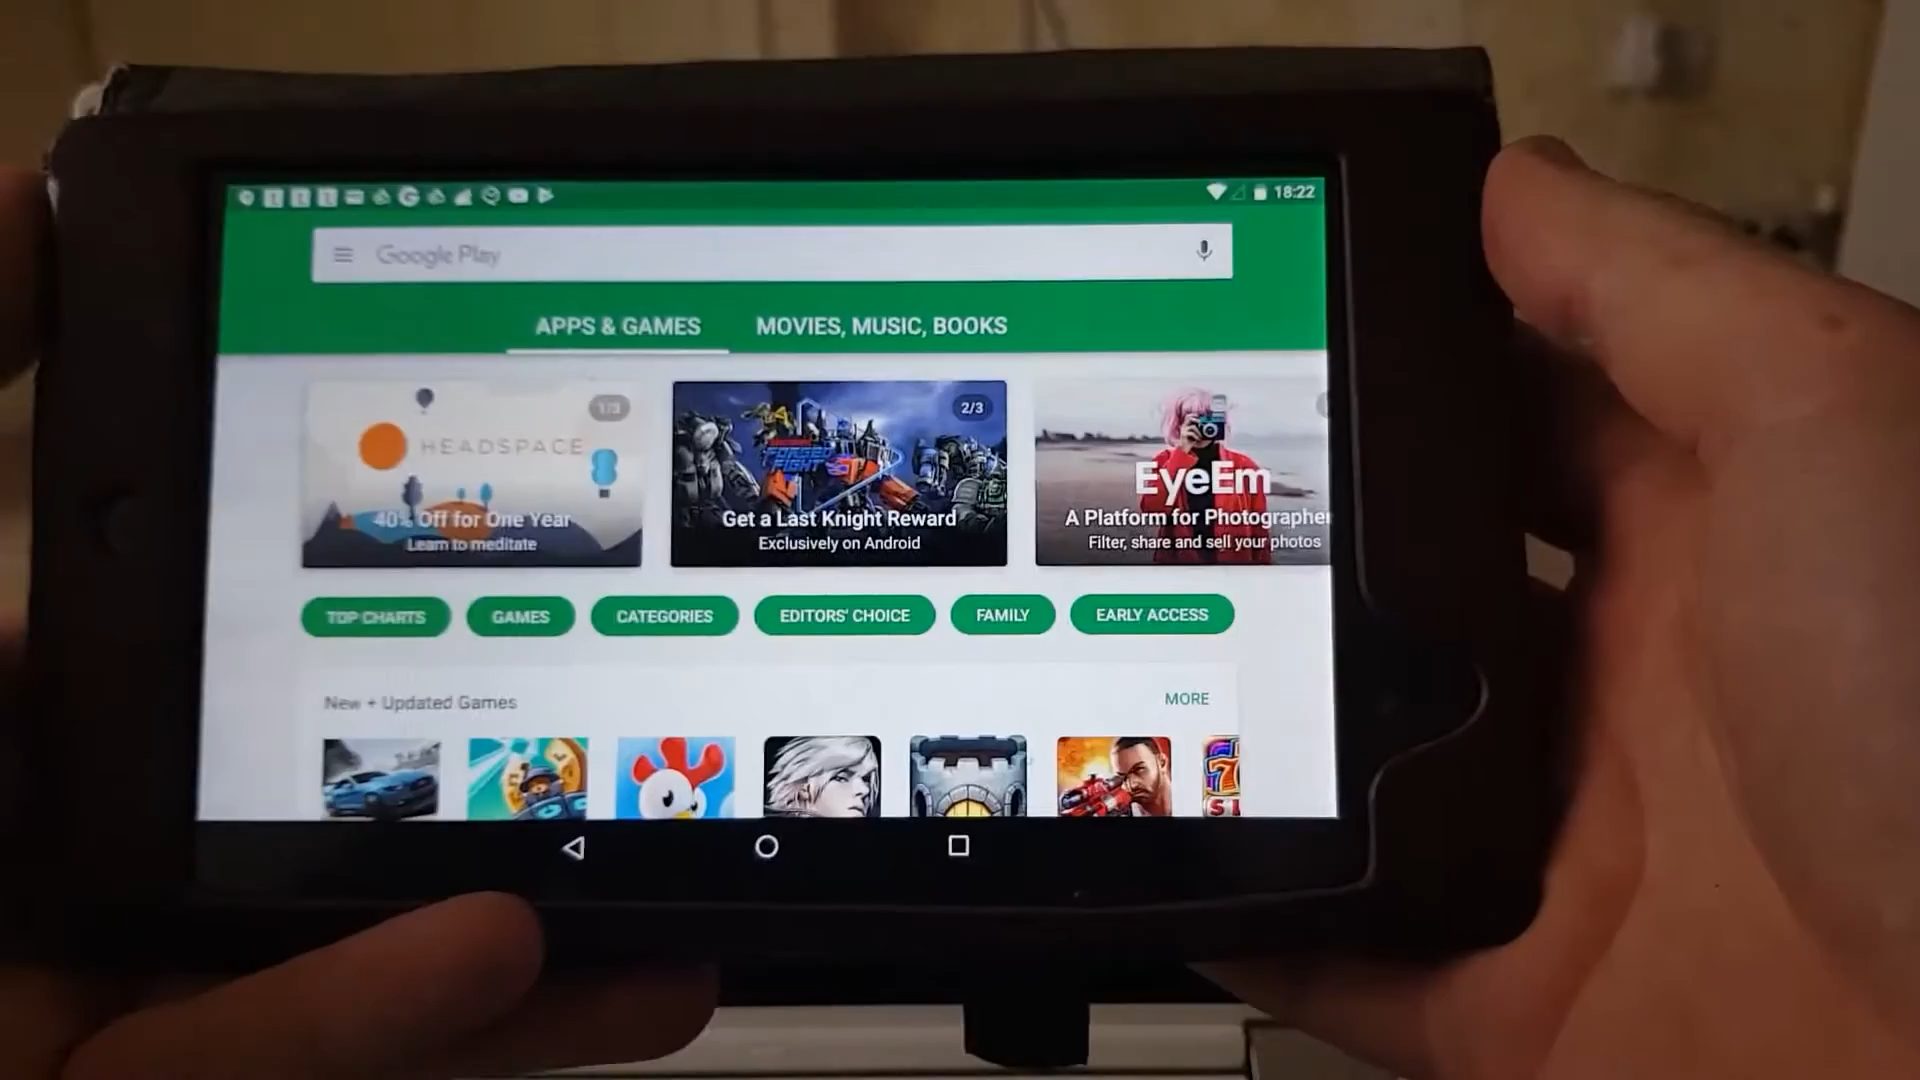 18:22
Google Play
APPS & GAMES
MOVIES, MUSIC, BOOKS
1/3
HEADSPACE
40% Off for One Year
Learn to meditate
2/3
FORGED
FIGHT
Get a Last Knight Reward
Exclusively on Android
EyeEm
A Platform for Photographer
Filter, share and sell your photos
TOP CHARTS
GAMES
CATEGORIES
EDITORS' CHOICE
FAMILY
EARLY ACCESS
New + Updated Games
MORE